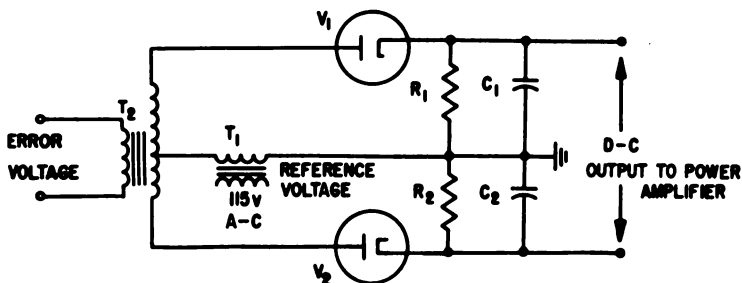 V1
T2
R1
C1
T1
ERROR
VOLTAGE
REFERENCE
VOLTAGE
115V
A-C
D-C
OUTPUT TO POWER
AMPLIFIER
R2
C2
V2